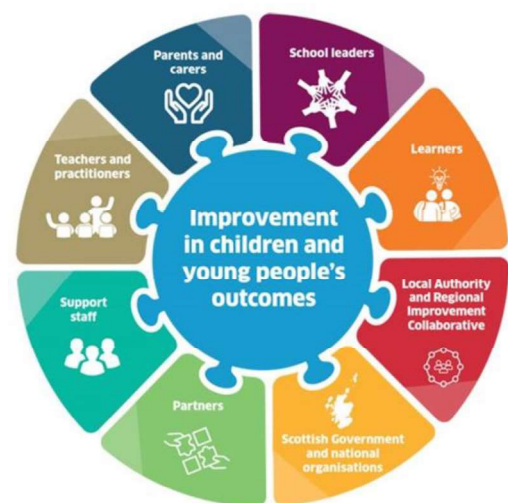 Parents and
carers
School leaders
Teachers and
practitioners
Learners
Improvement
in children and
young people's
outcomes
Support
staff
Local Authority
and Regional
Improvement
Collaborative
Partners
Scottish Government
and national
organisations